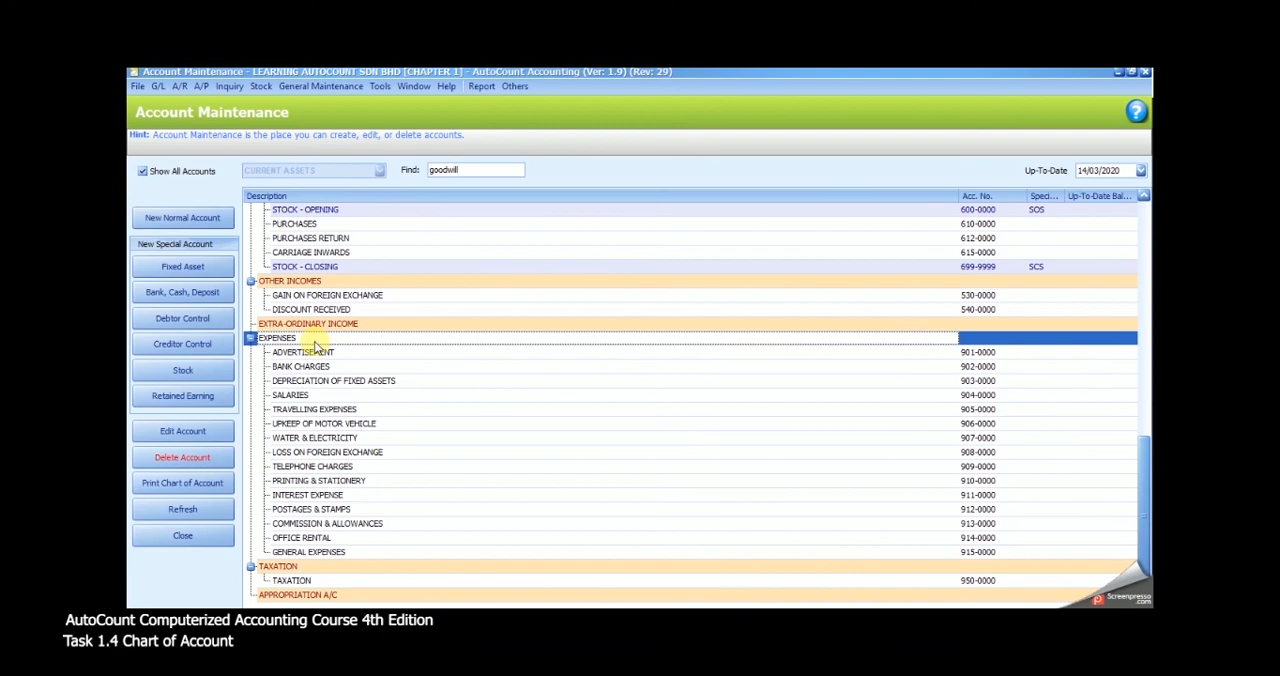 Account Maintenance - LEARNING AUTOCOUNT SDN BHD [CHAPTER 1] - AutoCount Accounting (Ver: 1.9) (Rev: 29)
File G/L A/R A/P Inquiry Stock General Maintenance Tools Window Help Report Others
Account Maintenance
Hint: Account Maintenance is the place you can create, edit, or delete accounts.
Show All Accounts CURRENT ASSETS Find: goodwill Up-To-Date 14/03/2020
Description Acc. No. Speci... Up-To-Date Bal...
New Normal Account
New Special Account
Fixed Asset
Bank, Cash, Deposit
Debtor Control
Creditor Control
Stock
Retained Earning
Edit Account
Delete Account
Print Chart of Account
Refresh
Close
STOCK - OPENING 600-0000 SOS
PURCHASES 610-0000
PURCHASES RETURN 612-0000
CARRIAGE INWARDS 615-0000
STOCK - CLOSING 699-9999 SCS
OTHER INCOMES
GAIN ON FOREIGN EXCHANGE 530-0000
DISCOUNT RECEIVED 540-0000
EXTRA-ORDINARY INCOME
EXPENSES
ADVERTISEMENT 901-0000
BANK CHARGES 902-0000
DEPRECIATION OF FIXED ASSETS 903-0000
SALARIES 904-0000
TRAVELLING EXPENSES 905-0000
UPKEEP OF MOTOR VEHICLE 906-0000
WATER & ELECTRICITY 907-0000
LOSS ON FOREIGN EXCHANGE 908-0000
TELEPHONE CHARGES 909-0000
PRINTING & STATIONERY 910-0000
INTEREST EXPENSE 911-0000
POSTAGES & STAMPS 912-0000
COMMISSION & ALLOWANCES 913-0000
OFFICE RENTAL 914-0000
GENERAL EXPENSES 915-0000
TAXATION
TAXATION 950-0000
APPROPRIATION A/C
Screenpresso
.com
AutoCount Computerized Accounting Course 4th Edition
Task 1.4 Chart of Account